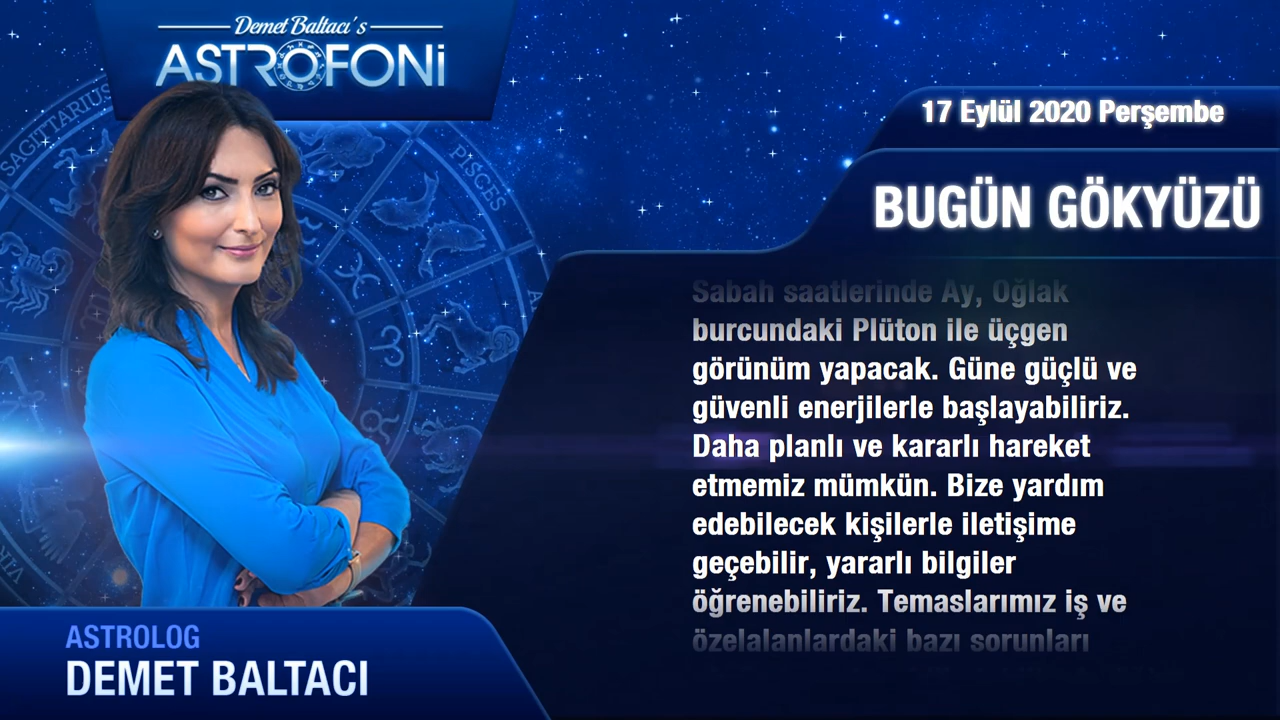 Demet Baltacı's
ASTROFONi
SAGITTARIUS
PISCES
17 Eylül 2020 Perşembe
BUGÜN GÖKYÜZÜ
Sabah saatlerinde Ay, Oğlak
burcundaki Plüton ile üçgen
görünüm yapacak. Güne güçlü ve
güvenli enerjilerle başlayabiliriz.
Daha planlı ve kararlı hareket
etmemiz mümkün. Bize yardım
edebilecek kişilerle iletişime
geçebilir, yararlı bilgiler
öğrenebiliriz. Temaslarımız iş ve
özelalanlardaki bazı sorunları
ASTROLOG
DEMET BALTACI